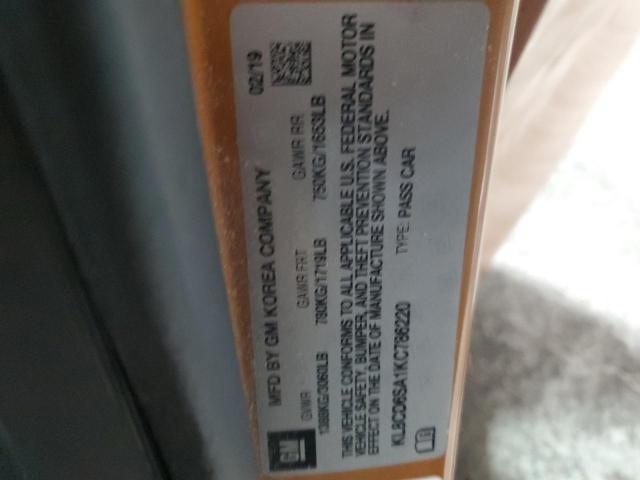 MFD BY GM KOREA COMPANY 02/19
GM GVWR GAWR FRT GAWR RR
1388KG/3060LB 780KG/1719LB 750KG/1653LB
THIS VEHICLE CONFORMS TO ALL APPLICABLE U.S. FEDERAL MOTOR
VEHICLE SAFETY, BUMPER, AND THEFT PREVENTION STANDARDS IN
EFFECT ON THE DATE OF MANUFACTURE SHOWN ABOVE.
KL8CD6SA1KC786220 TYPE: PASS CAR